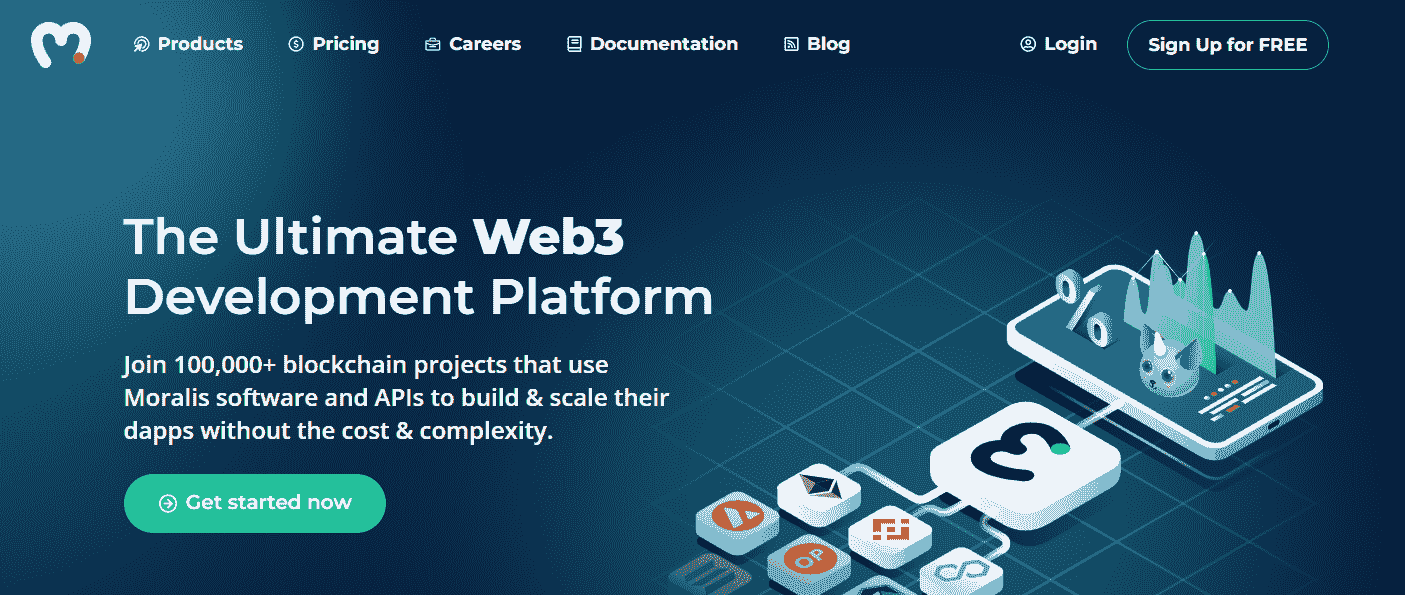 Products
Pricing
Careers
Documentation
Blog
Login
Sign Up for FREE
The Ultimate Web3
Development Platform
Join 100,000+ blockchain projects that use
Moralis software and APIs to build & scale their
dapps without the cost & complexity.
Get started now
%
OP